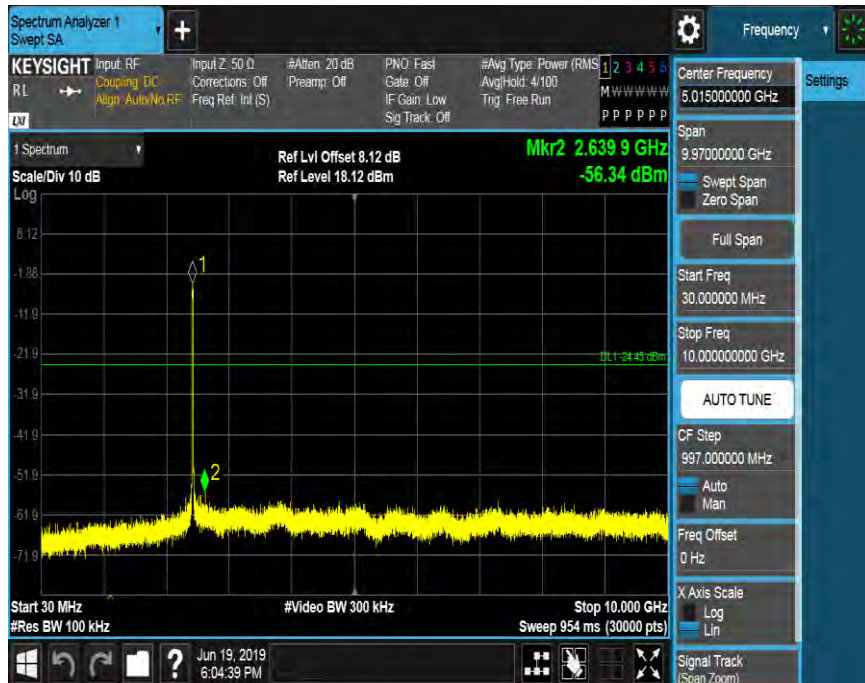 Spectrum Analyzer 1
Swept SA
+
Frequency
KEYSIGHT
RL
LXI
Input: RF
Coupling: DC
Align: Auto/No RF
Input Z: 50 Ω
Corrections: Off
Freq Ref: Int (S)
#Atten: 20 dB
Preamp: Off
PNO: Fast
Gate: Off
IF Gain: Low
Sig Track: Off
#Avg Type: Power (RMS
Avg|Hold: 4/100
Trig: Free Run
1 2 3 4 5 6
M W W W W W
P P P P P P
1 Spectrum
Scale/Div 10 dB
Ref Lvl Offset 8.12 dB
Ref Level 18.12 dBm
Mkr2 2.639 9 GHz
-56.34 dBm
Log
8.12
-1.88
-11.9
-21.9
-31.9
-41.9
-51.9
-61.9
-71.9
1
DL1 -24.45 dBm
2
Start 30 MHz
#Res BW 100 kHz
#Video BW 300 kHz
Stop 10.000 GHz
Sweep 954 ms (30000 pts)
Center Frequency
5.015000000 GHz
Settings
Span
9.97000000 GHz
Swept Span
Zero Span
Full Span
Start Freq
30.000000 MHz
Stop Freq
10.000000000 GHz
AUTO TUNE
CF Step
997.000000 MHz
Auto
Man
Freq Offset
0 Hz
X Axis Scale
Log
Lin
Signal Track
(Span Zoom)
?
Jun 19, 2019
6:04:39 PM